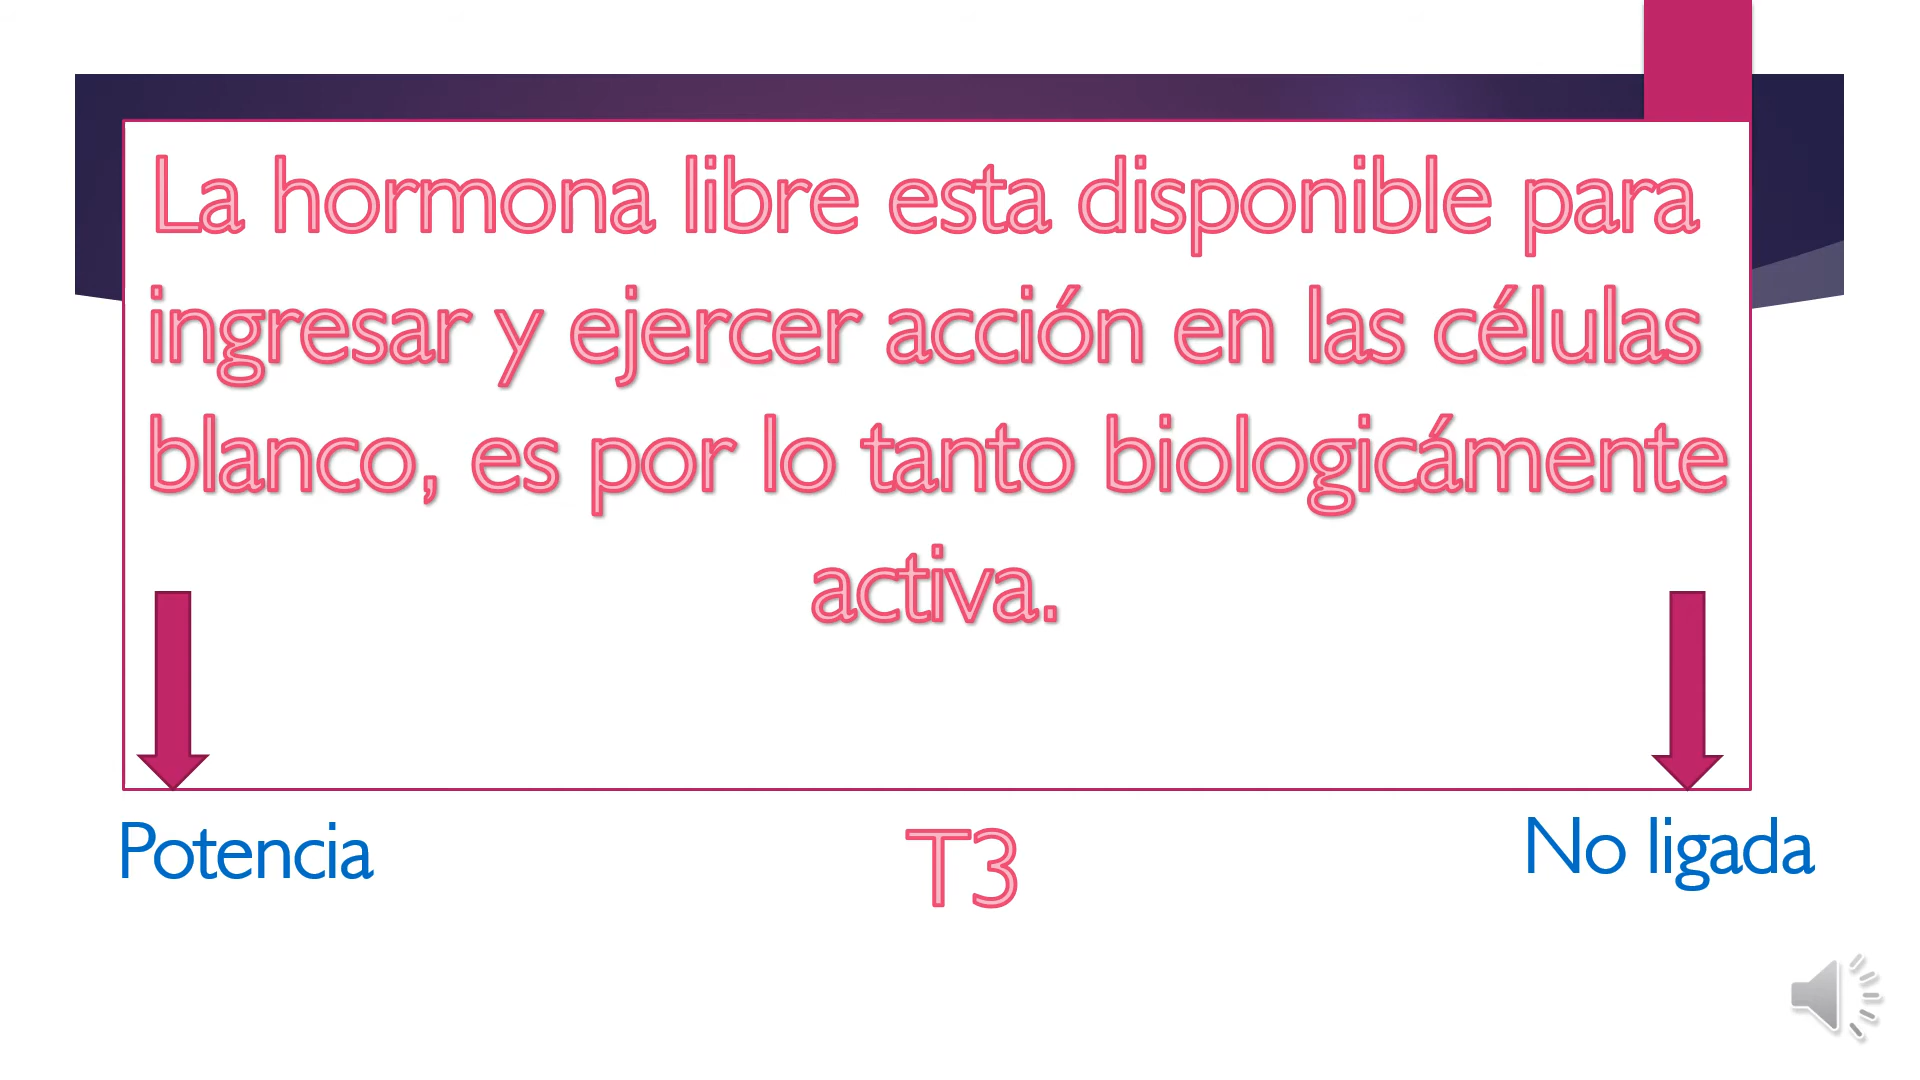 La hormona libre esta disponible para
ingresar y ejercer acción en las células
blanco, es por lo tanto biologicámente
activa.
Potencia
T3
No ligada